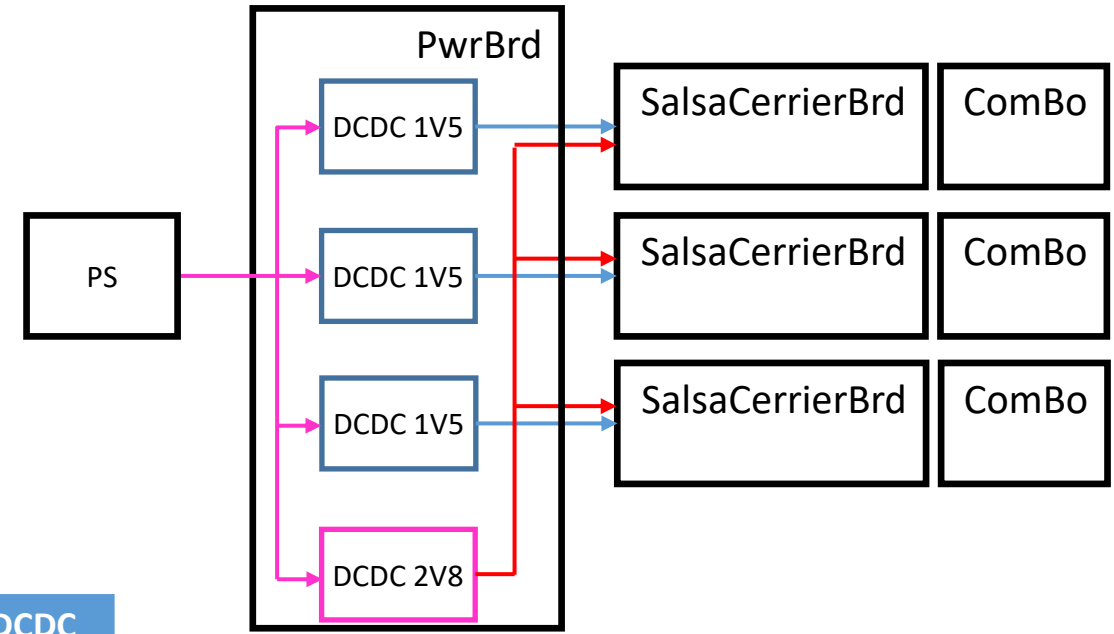 PwrBrd
DCDC 1V5
SalsaCerrierBrd
ComBo
PS
DCDC 1V5
SalsaCerrierBrd
ComBo
DCDC 1V5
SalsaCerrierBrd
ComBo
DCDC 2V8
DCDC